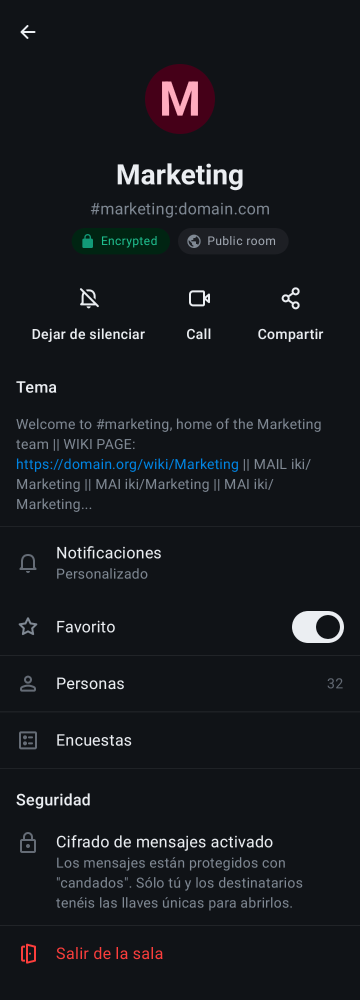 M
Marketing
#marketing:domain.com
Encrypted Public room
Dejar de silenciar Call Compartir
Tema
Welcome to #marketing, home of the Marketing
team || WIKI PAGE:
https://domain.org/wiki/Marketing || MAIL iki/
Marketing || MAI iki/Marketing || MAI iki/
Marketing...
Notificaciones
Personalizado
Favorito
Personas 32
Encuestas
Seguridad
Cifrado de mensajes activado
Los mensajes están protegidos con
"candados". Sólo tú y los destinatarios
tenéis las llaves únicas para abrirlos.
Salir de la sala